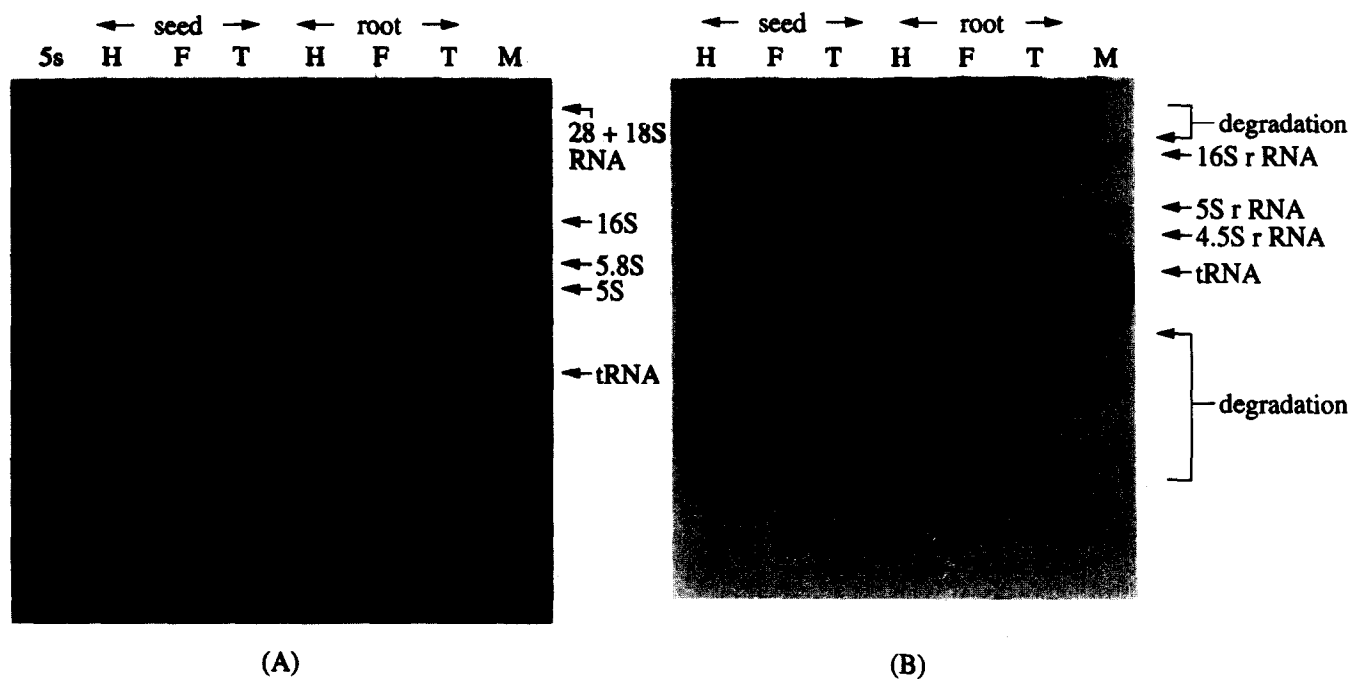 seed root
5s H F T H F T M
28 + 18S
RNA
16S
5.8S
5S
tRNA
(A)
seed root
H F T H F T M
degradation
16S r RNA
5S r RNA
4.5S r RNA
tRNA
degradation
(B)